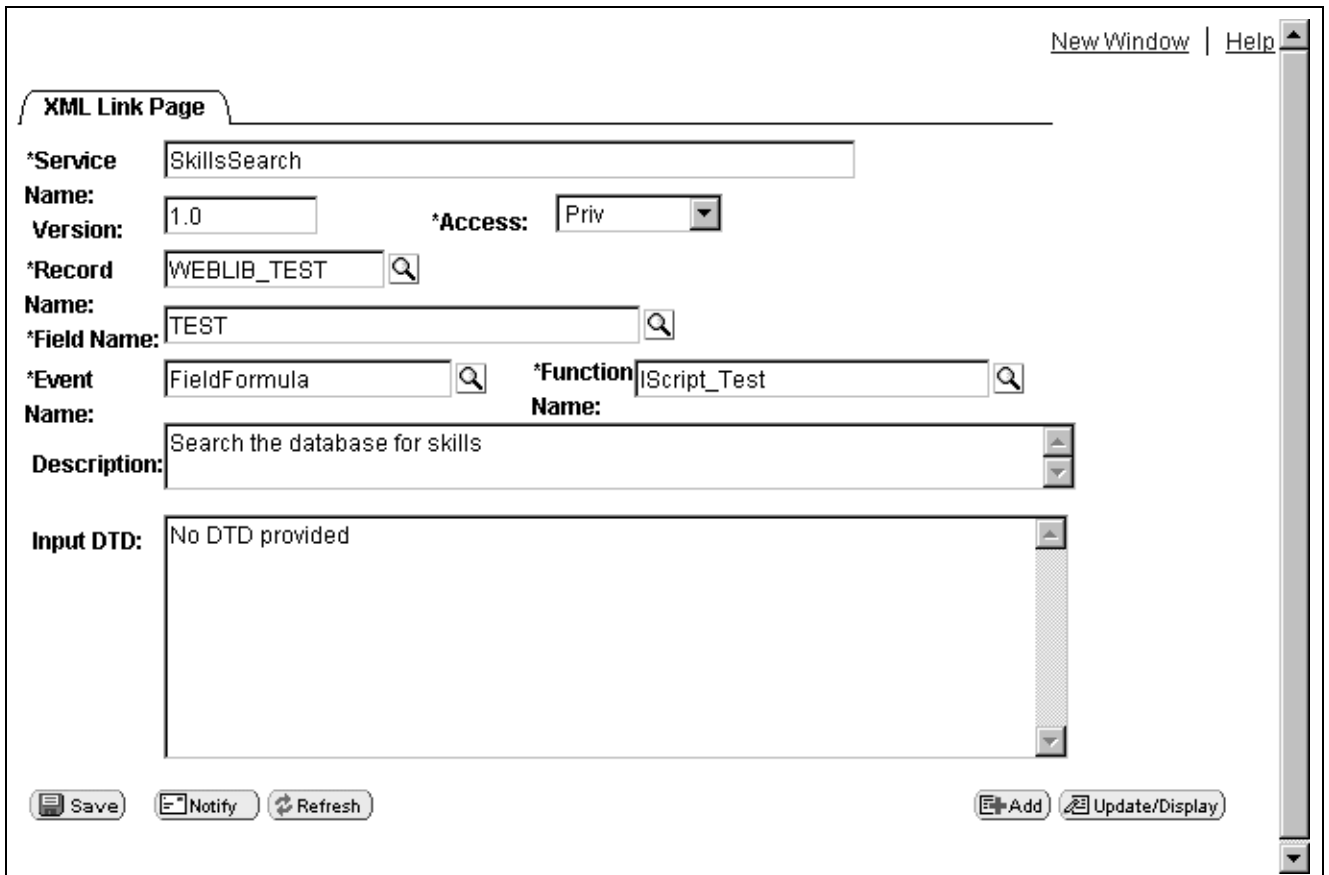 New Window | Help
XML Link Page
*Service Name: SkillsSearch
Version: 1.0 *Access: Priv
*Record Name: WEBLIB_TEST
*Field Name: TEST
*Event Name: FieldFormula *Function Name: IScript_Test
Description: Search the database for skills
Input DTD: No DTD provided
Save Notify Refresh Add Update/Display